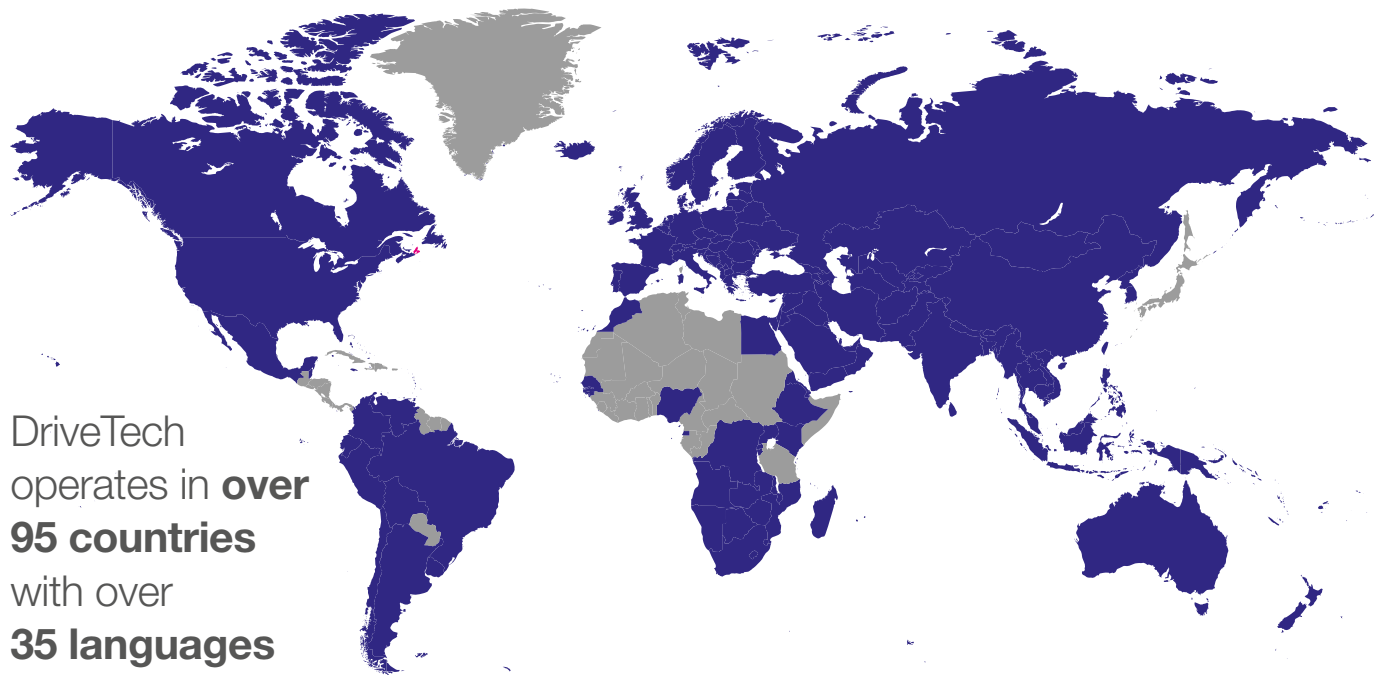 DriveTech
operates in over
95 countries
with over
35 languages